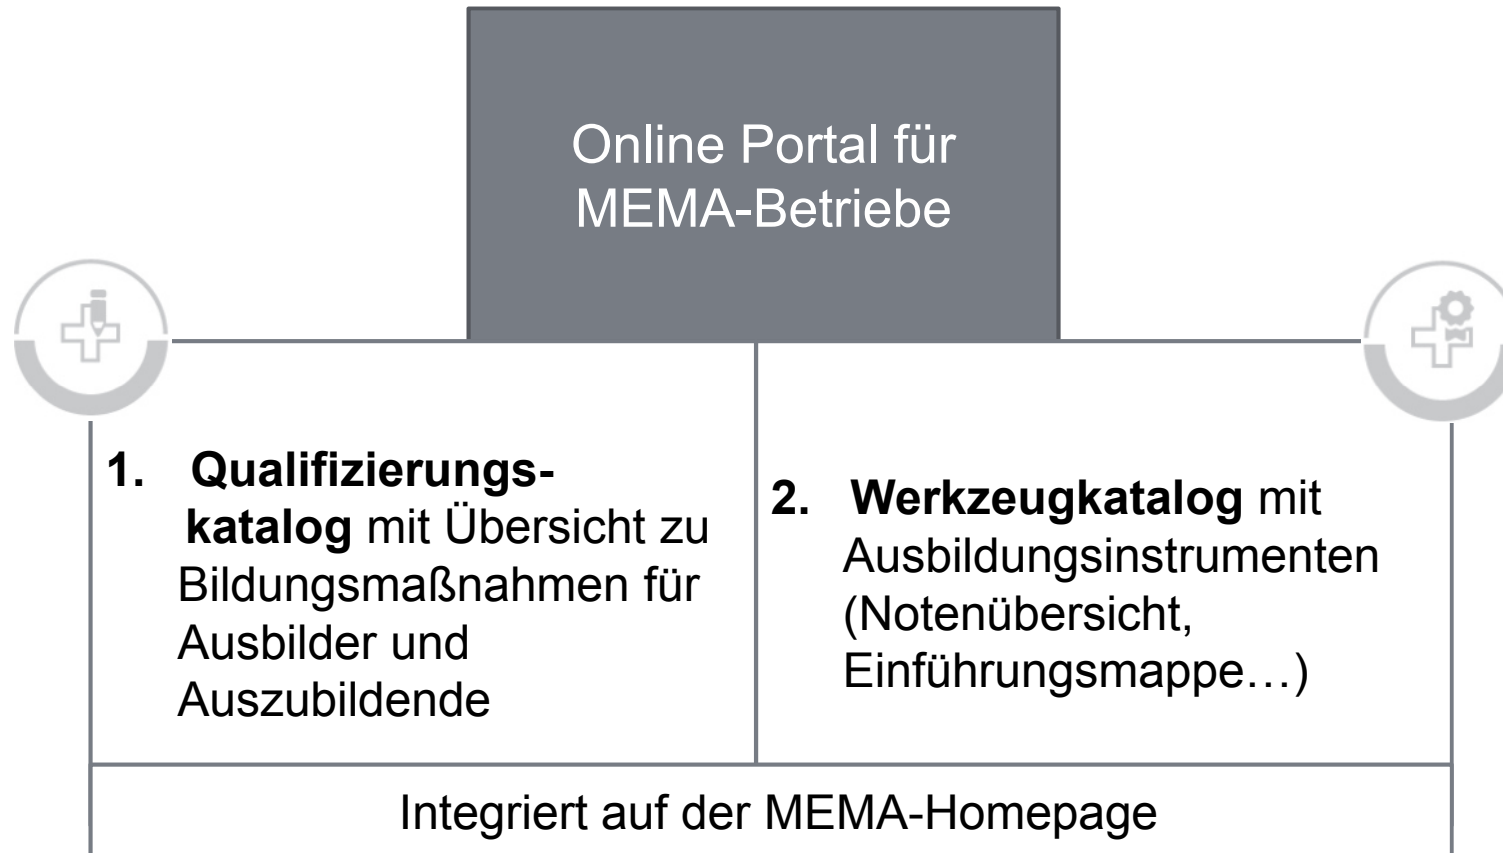 Online Portal für
MEMA-Betriebe
1. Qualifizierungs-
katalog mit Übersicht zu
Bildungsmaßnahmen für
Ausbilder und
Auszubildende
2. Werkzeugkatalog mit
Ausbildungsinstrumenten
(Notenübersicht,
Einführungsmappe…)
Integriert auf der MEMA-Homepage